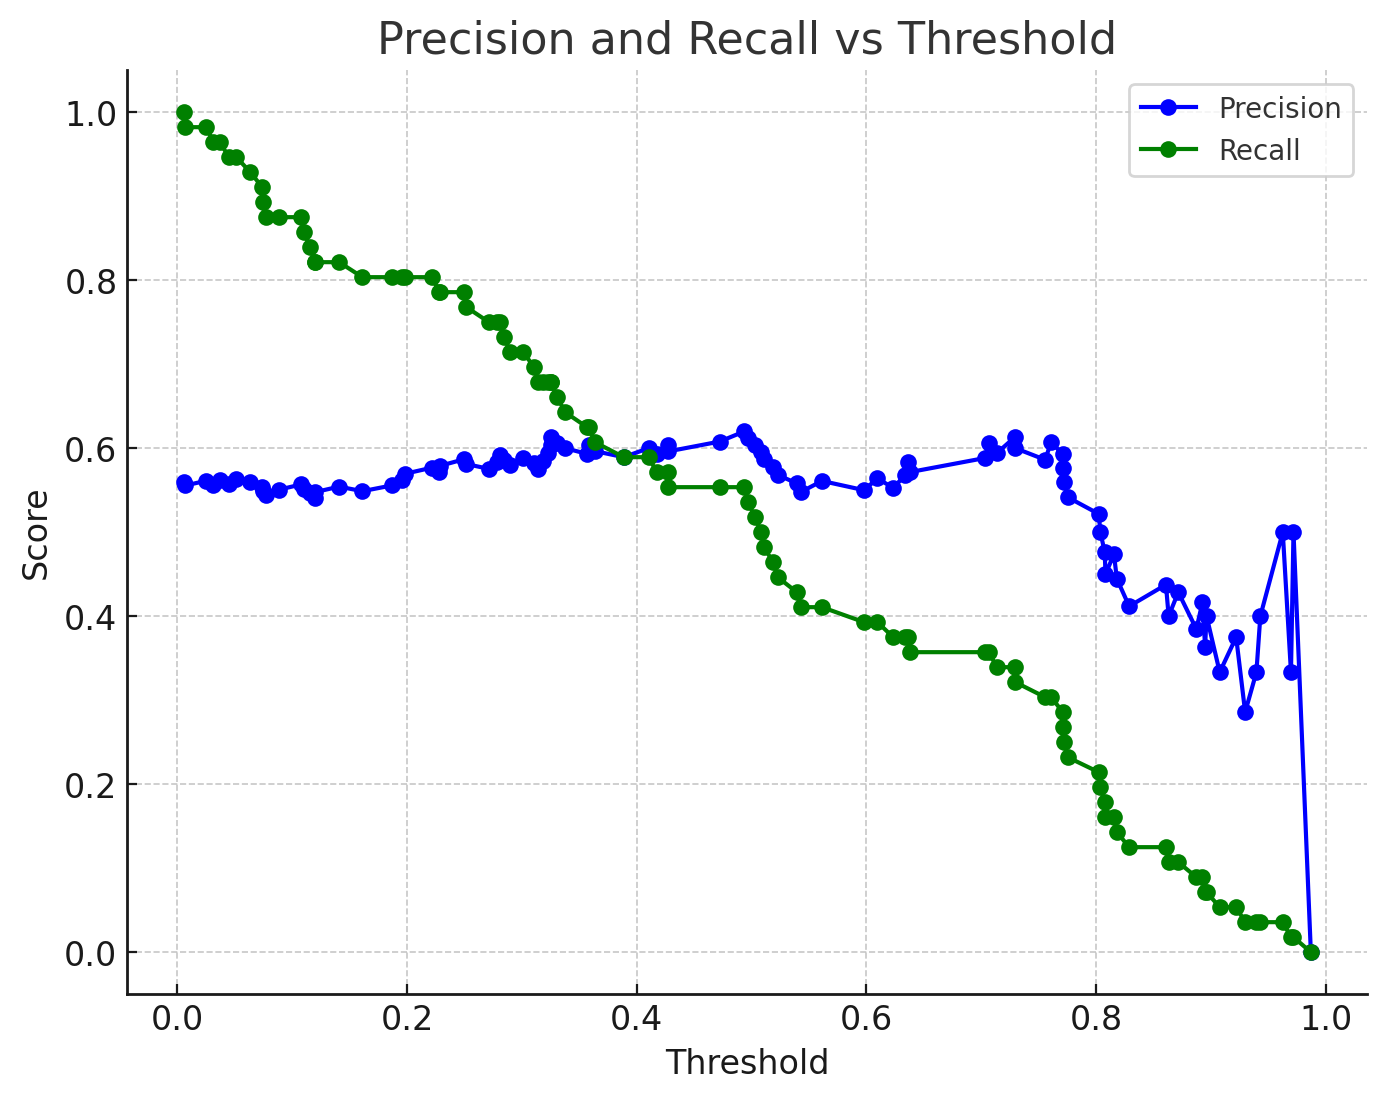 Precision and Recall vs Threshold
Precision
Recall
Score
1.0
0.8
0.6
0.4
0.2
0.0
0.0 0.2 0.4 0.6 0.8 1.0
Threshold